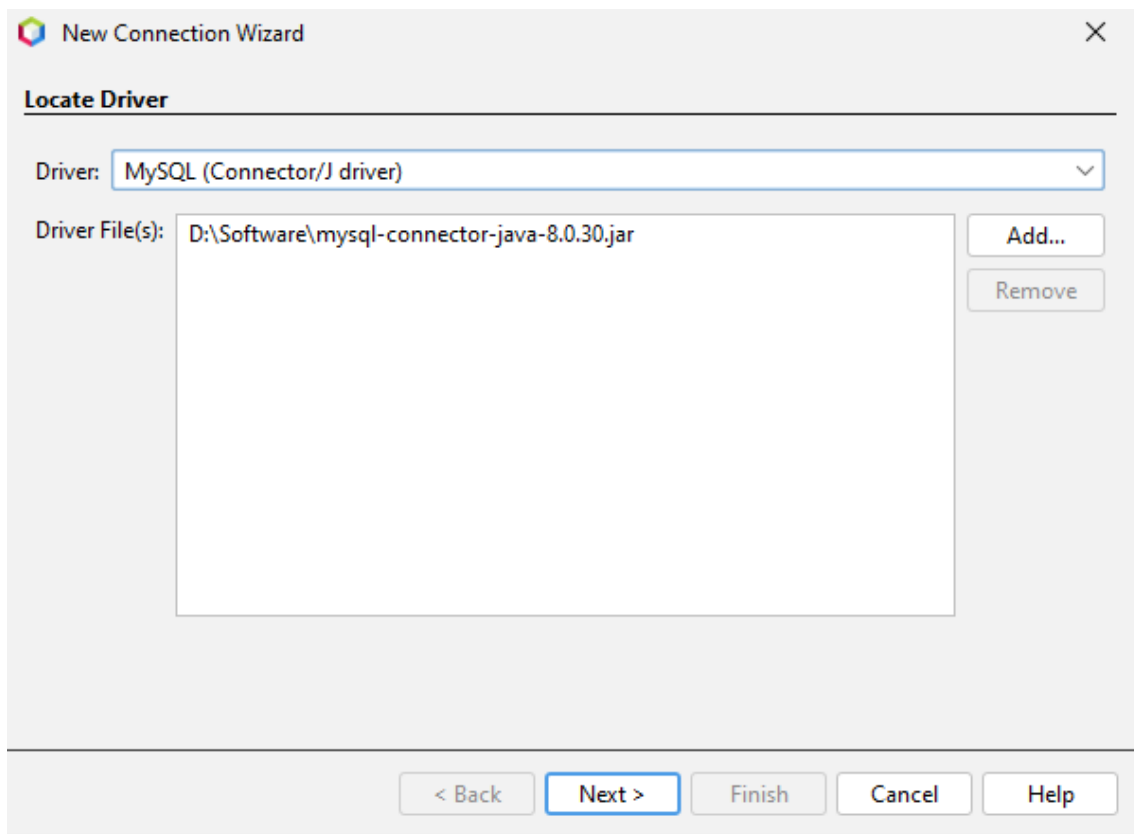 New Connection Wizard
Locate Driver
Driver: MySQL (Connector/J driver)
Driver File(s): D:\Software\mysql-connector-java-8.0.30.jar
Add...
Remove
< Back Next > Finish Cancel Help